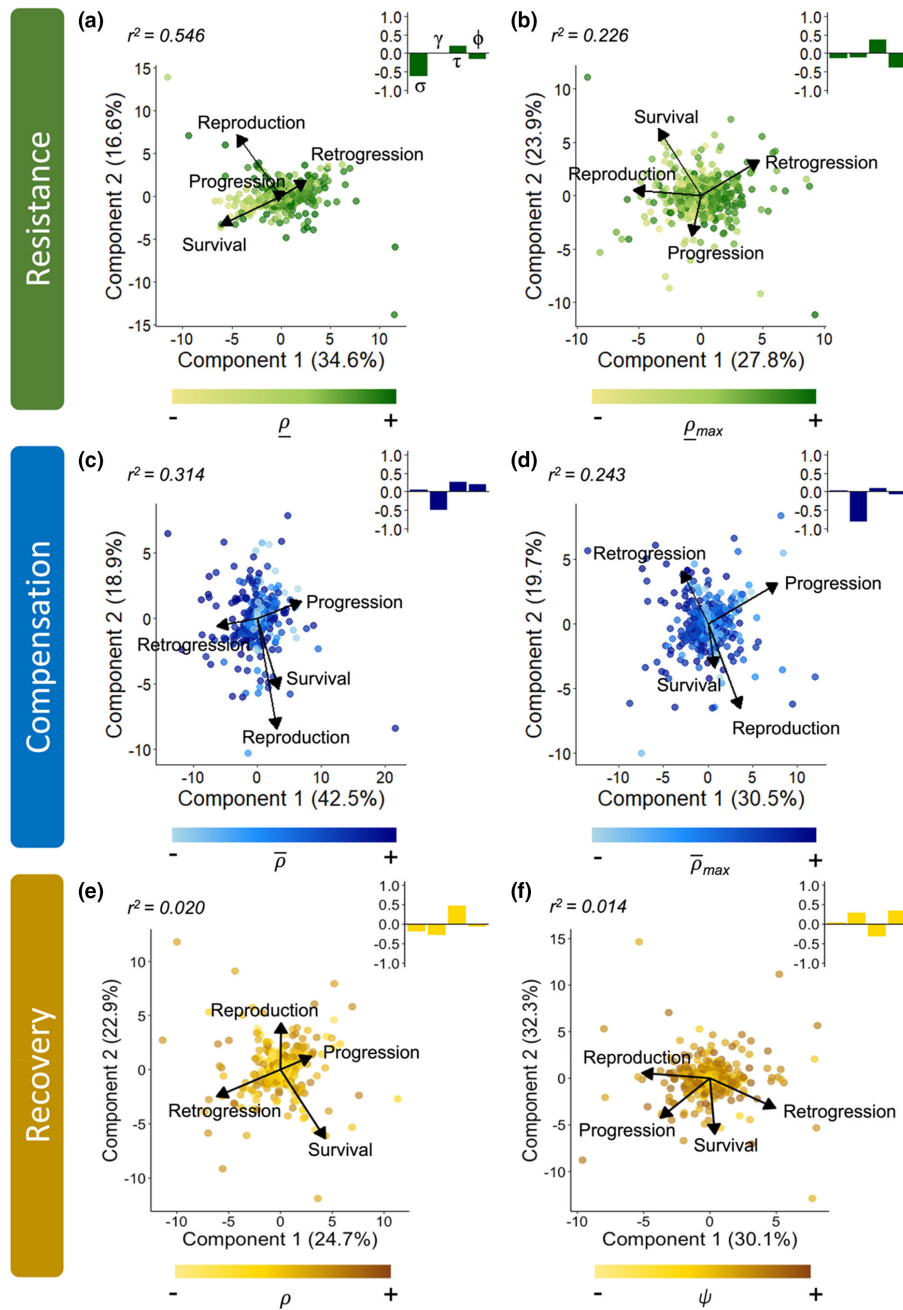 Resistance
(a)
r² = 0.546
1.0
0.5
0.0
-0.5
-1.0
σ
γ
τ
ϕ
15
10
5
0
-5
-10
-15
Component 2 (16.6%)
Reproduction
Retrogression
Progression
Survival
-10 -5 0 5 10
Component 1 (34.6%)
- +
ρ̲
(b)
r² = 0.226
1.0
0.5
0.0
-0.5
-1.0
10
5
0
-5
-10
Component 2 (23.9%)
Survival
Retrogression
Reproduction
Progression
-10 -5 0 5 10
Component 1 (27.8%)
- +
ρ̲max
Compensation
(c)
r² = 0.314
1.0
0.5
0.0
-0.5
-1.0
5
0
-5
-10
Component 2 (18.9%)
Progression
Retrogression
Survival
Reproduction
-10 0 10 20
Component 1 (42.5%)
- +
ρ̅
(d)
r² = 0.243
1.0
0.5
0.0
-0.5
-1.0
5
0
-5
-10
Component 2 (19.7%)
Retrogression
Progression
Survival
Reproduction
-10 -5 0 5 10
Component 1 (30.5%)
- +
ρ̅max
Recovery
(e)
r² = 0.020
1.0
0.5
0.0
-0.5
-1.0
10
5
0
-5
-10
Component 2 (22.9%)
Reproduction
Progression
Retrogression
Survival
-10 -5 0 5 10
Component 1 (24.7%)
- +
ρ
(f)
r² = 0.014
1.0
0.5
0.0
-0.5
-1.0
15
10
5
0
-5
-10
Component 2 (32.3%)
Reproduction
Retrogression
Progression
Survival
-10 -5 0 5
Component 1 (30.1%)
- +
ψ